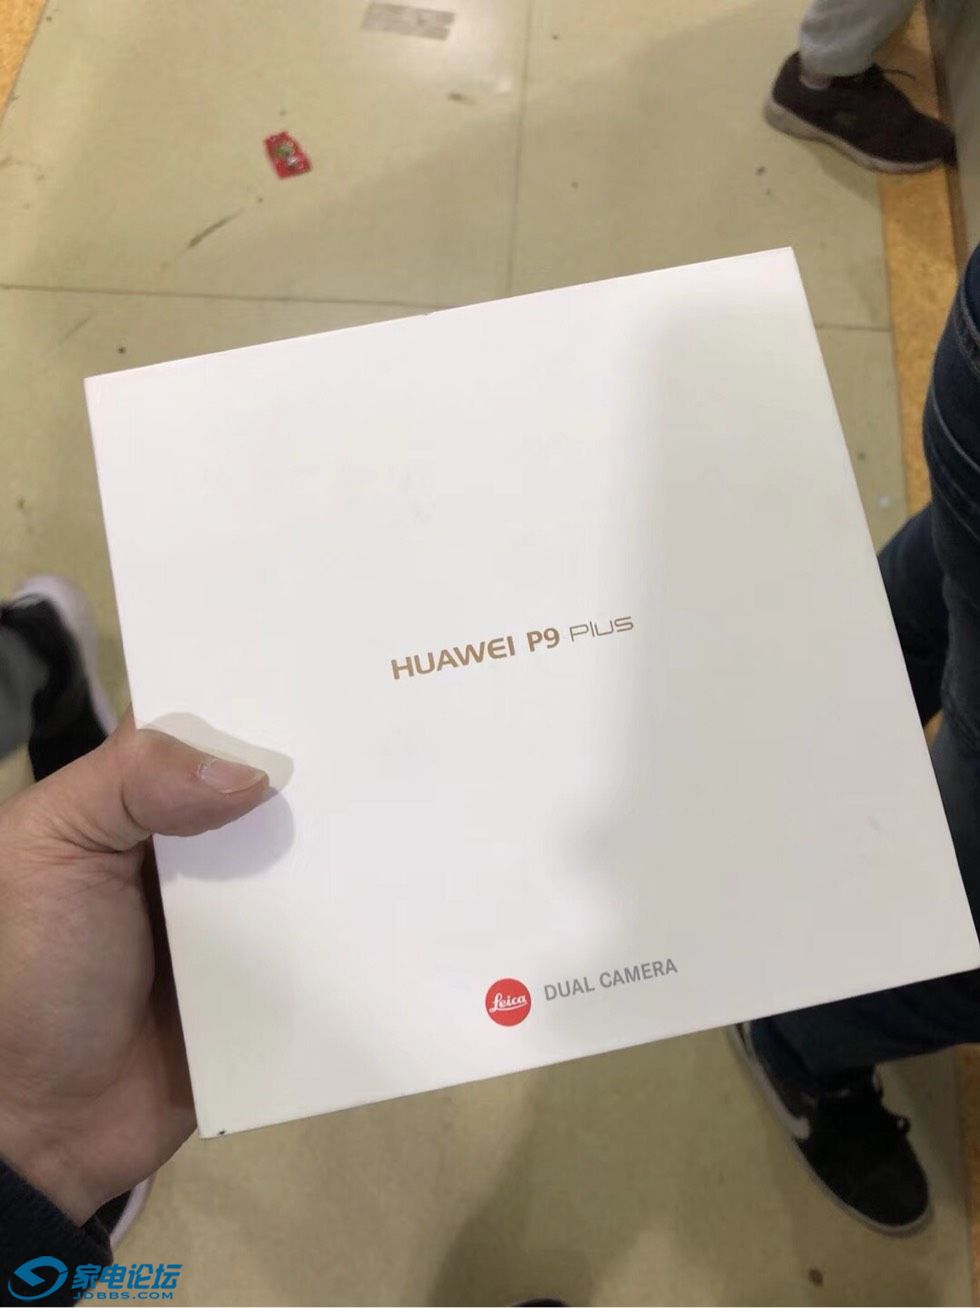 HUAWEI P9 Plus
Leica DUAL CAMERA
家电论坛
JDBBS.COM